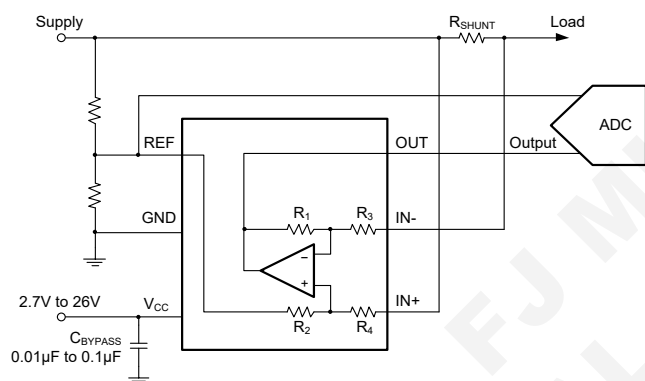 Supply
RSHUNT
Load
ADC
REF
OUT
Output
GND
R1
R3
IN-
−
+
2.7V to 26V
VCC
R2
R4
IN+
CBYPASS
0.01μF to 0.1μF
FJ M